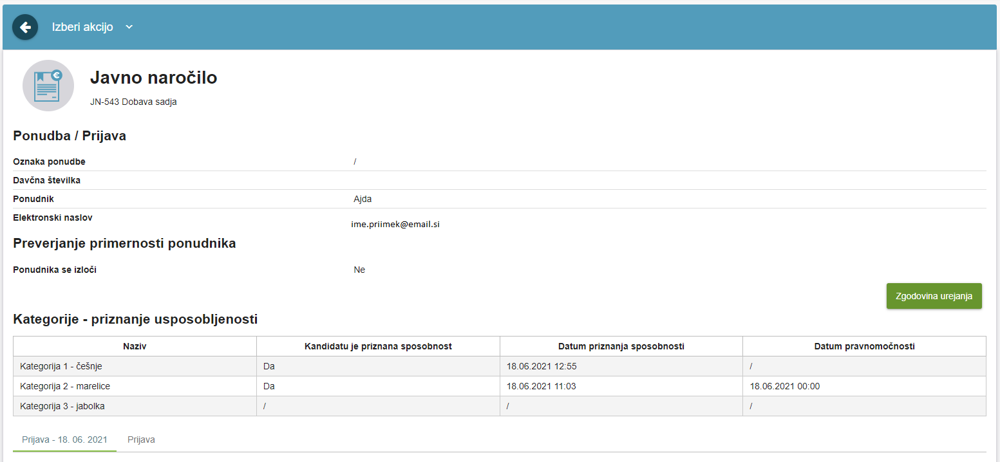 Izberi akcijo
Javno naročilo
JN-543 Dobava sadja
Ponudba / Prijava
Oznaka ponudbe /
Davčna številka
Ponudnik Ajda
Elektronski naslov
ime.priimek@email.si
Preverjanje primernosti ponudnika
Ponudnika se izloči Ne
Zgodovina urejanja
Kategorije - priznanje usposobljenosti
Naziv Kandidatu je priznana sposobnost Datum priznanja sposobnosti Datum pravnomočnosti
Kategorija 1 - češnje Da 18.06.2021 12:55 /
Kategorija 2 - marelice Da 18.06.2021 11:03 18.06.2021 00:00
Kategorija 3 - jabolka / / /
Prijava - 18. 06. 2021 Prijava